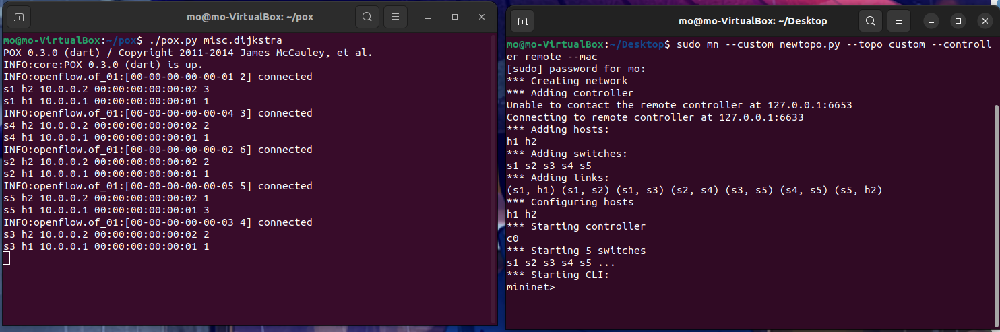 mo@mo-VirtualBox: ~/pox
mo@mo-VirtualBox:~/pox$ ./pox.py misc.dijkstra
POX 0.3.0 (dart) / Copyright 2011-2014 James McCauley, et al.
INFO:core:POX 0.3.0 (dart) is up.
INFO:openflow.of_01:[00-00-00-00-00-01 2] connected
s1 h2 10.0.0.2 00:00:00:00:00:02 3
s1 h1 10.0.0.1 00:00:00:00:00:01 1
INFO:openflow.of_01:[00-00-00-00-00-04 3] connected
s4 h2 10.0.0.2 00:00:00:00:00:02 2
s4 h1 10.0.0.1 00:00:00:00:00:01 1
INFO:openflow.of_01:[00-00-00-00-00-02 6] connected
s2 h2 10.0.0.2 00:00:00:00:00:02 2
s2 h1 10.0.0.1 00:00:00:00:00:01 1
INFO:openflow.of_01:[00-00-00-00-00-05 5] connected
s5 h2 10.0.0.2 00:00:00:00:00:02 1
s5 h1 10.0.0.1 00:00:00:00:00:01 3
INFO:openflow.of_01:[00-00-00-00-00-03 4] connected
s3 h2 10.0.0.2 00:00:00:00:00:02 2
s3 h1 10.0.0.1 00:00:00:00:00:01 1
mo@mo-VirtualBox: ~/Desktop
mo@mo-VirtualBox:~/Desktop$ sudo mn --custom newtopo.py --topo custom --controll
er remote --mac
[sudo] password for mo:
*** Creating network
*** Adding controller
Unable to contact the remote controller at 127.0.0.1:6653
Connecting to remote controller at 127.0.0.1:6633
*** Adding hosts:
h1 h2
*** Adding switches:
s1 s2 s3 s4 s5
*** Adding links:
(s1, h1) (s1, s2) (s1, s3) (s2, s4) (s3, s5) (s4, s5) (s5, h2)
*** Configuring hosts
h1 h2
*** Starting controller
c0
*** Starting 5 switches
s1 s2 s3 s4 s5 ...
*** Starting CLI:
mininet>